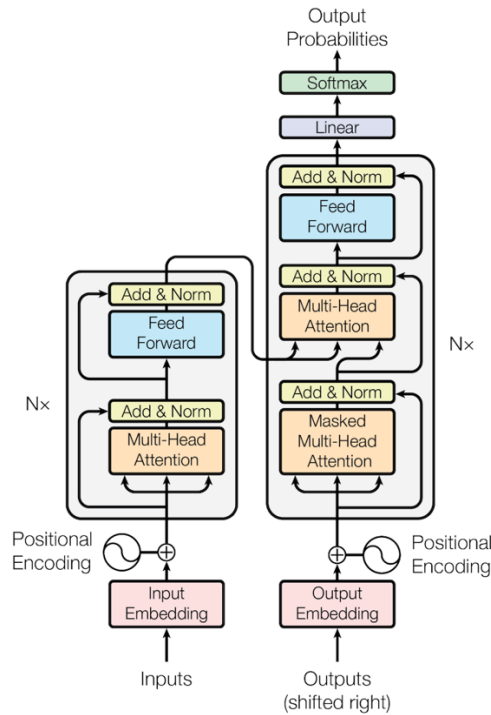 Output
Probabilities
Softmax
Linear
Add & Norm
Feed
Forward
Add & Norm
Multi-Head
Attention
Add & Norm
Masked
Multi-Head
Attention
N×
Add & Norm
Feed
Forward
Add & Norm
Multi-Head
Attention
N×
Positional
Encoding
Positional
Encoding
Input
Embedding
Output
Embedding
Inputs
Outputs
(shifted right)